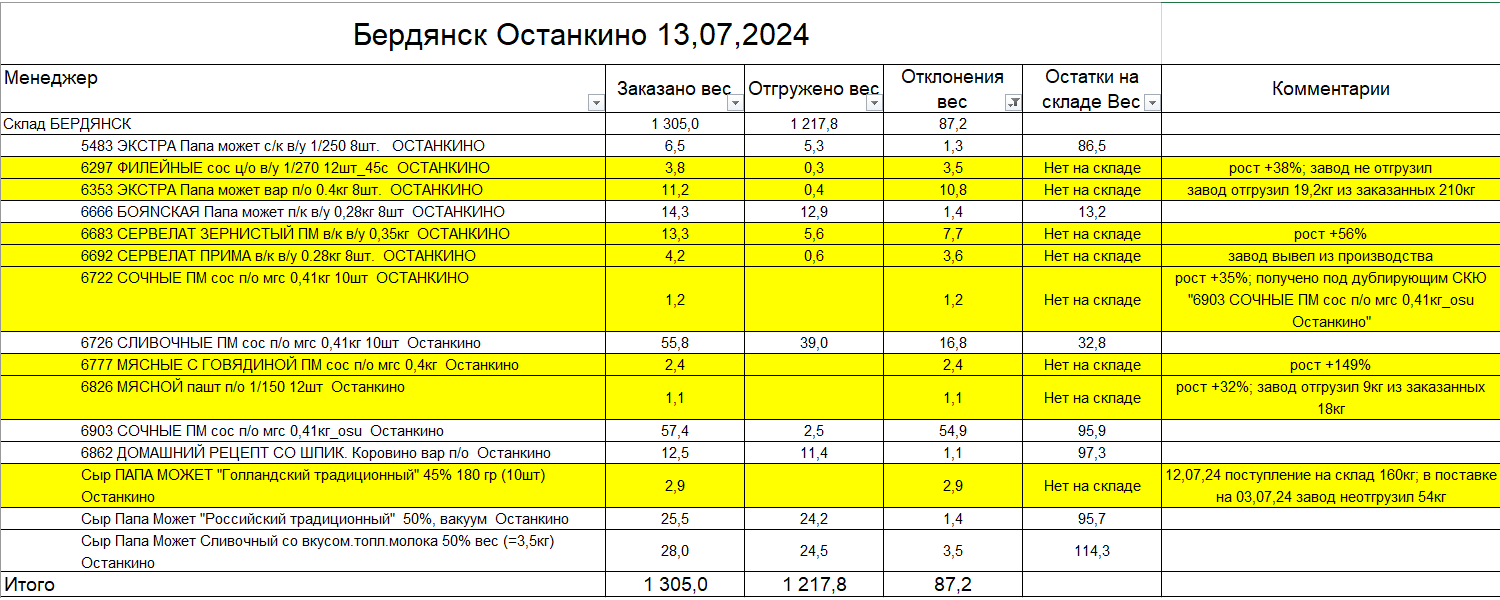 Бердянск Останкино 13,07,2024
Менеджер Заказано вес Отгружено вес Отклонения вес Остатки на складе Вес Комментарии
Склад БЕРДЯНСК 1 305,0 1 217,8 87,2
5483 ЭКСТРА Папа может с/к в/у 1/250 8шт. ОСТАНКИНО 6,5 5,3 1,3 86,5
6297 ФИЛЕЙНЫЕ сос ц/о в/у 1/270 12шт_45с ОСТАНКИНО 3,8 0,3 3,5 Нет на складе рост +38%; завод не отгрузил
6353 ЭКСТРА Папа может вар п/о 0.4кг 8шт. ОСТАНКИНО 11,2 0,4 10,8 Нет на складе завод отгрузил 19,2кг из заказанных 210кг
6666 БОЯNСКАЯ Папа может п/к в/у 0,28кг 8шт ОСТАНКИНО 14,3 12,9 1,4 13,2
6683 СЕРВЕЛАТ ЗЕРНИСТЫЙ ПМ в/к в/у 0,35кг ОСТАНКИНО 13,3 5,6 7,7 Нет на складе рост +56%
6692 СЕРВЕЛАТ ПРИМА в/к в/у 0.28кг 8шт. ОСТАНКИНО 4,2 0,6 3,6 Нет на складе завод вывел из производства
6722 СОЧНЫЕ ПМ сос п/о мгс 0,41кг 10шт ОСТАНКИНО 1,2 1,2 Нет на складе рост +35%; получено под дублирующим СКЮ
"6903 СОЧНЫЕ ПМ сос п/о мгс 0,41кг_osu
Останкино"
6726 СЛИВОЧНЫЕ ПМ сос п/о мгс 0,41кг 10шт Останкино 55,8 39,0 16,8 32,8
6777 МЯСНЫЕ С ГОВЯДИНОЙ ПМ сос п/о мгс 0,4кг Останкино 2,4 2,4 Нет на складе рост +149%
6826 МЯСНОЙ пашт п/о 1/150 12шт Останкино 1,1 1,1 Нет на складе рост +32%; завод отгрузил 9кг из заказанных
18кг
6903 СОЧНЫЕ ПМ сос п/о мгс 0,41кг_osu Останкино 57,4 2,5 54,9 95,9
6862 ДОМАШНИЙ РЕЦЕПТ СО ШПИК. Коровино вар п/о Останкино 12,5 11,4 1,1 97,3
Сыр ПАПА МОЖЕТ "Голландский традиционный" 45% 180 гр (10шт)
Останкино 2,9 2,9 Нет на складе 12,07,24 поступление на склад 160кг; в поставке
на 03,07,24 завод неотгрузил 54кг
Сыр Папа Может "Российский традиционный" 50%, вакуум Останкино 25,5 24,2 1,4 95,7
Сыр Папа Может Сливочный со вкусом.топл.молока 50% вес (=3,5кг)
Останкино 28,0 24,5 3,5 114,3
Итого 1 305,0 1 217,8 87,2